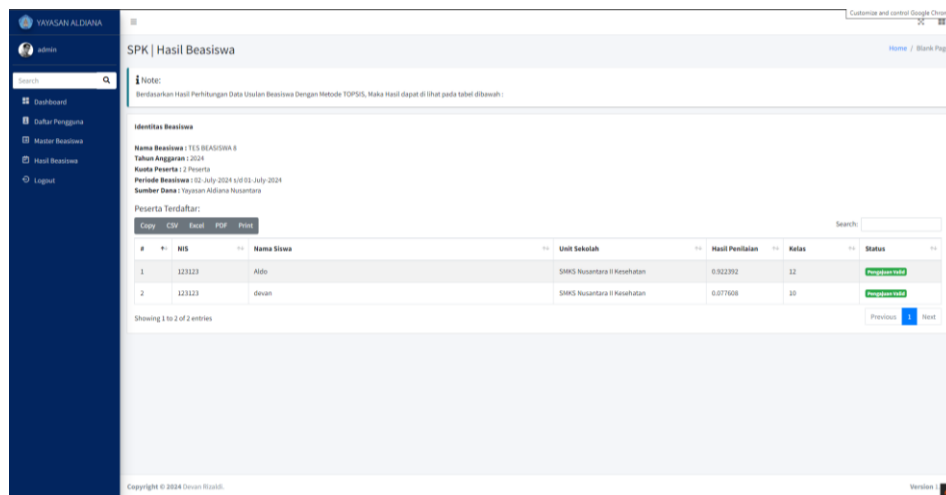 Customize and control Google Chrom
YAYASAN ALDIANA
admin
Search
Dashboard
Daftar Pengguna
Master Beasiswa
Hasil Beasiswa
Logout
SPK | Hasil Beasiswa
Home / Blank Pag
Note:
Berdasarkan Hasil Perhitungan Data Usulan Beasiswa Dengan Metode TOPSIS, Maka Hasil dapat di lihat pada tabel dibawah :
Identitas Beasiswa
Nama Beasiswa : TES BEASISWA 8
Tahun Anggaran : 2024
Kuota Peserta : 2 Peserta
Periode Beasiswa : 02-July-2024 s/d 01-July-2024
Sumber Dana : Yayasan Aldiana Nusantara
Peserta Terdaftar:
Copy CSV Excel PDF Print
Search:
# NIS Nama Siswa Unit Sekolah Hasil Penilaian Kelas Status
1 123123 Aldo SMKS Nusantara II Kesehatan 0.922392 12 Pengajuan Valid
2 123123 devan SMKS Nusantara II Kesehatan 0.077608 10 Pengajuan Valid
Showing 1 to 2 of 2 entries
Previous 1 Next
Copyright © 2024 Devan Rizaldi.
Version 1